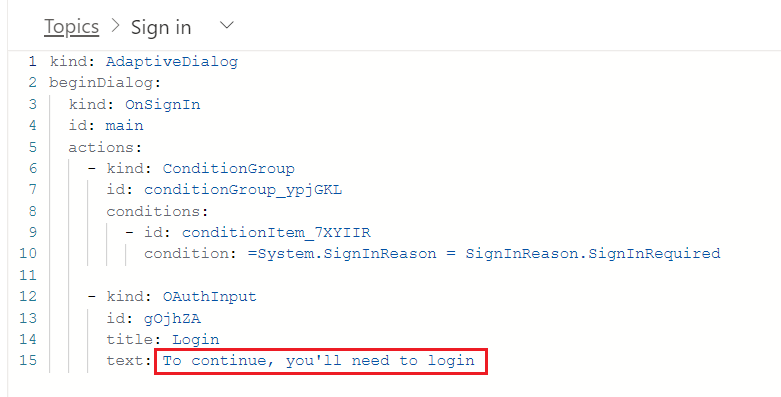 Topics > Sign in
1 kind: AdaptiveDialog
2 beginDialog:
3 kind: OnSignIn
4 id: main
5 actions:
6 - kind: ConditionGroup
7 id: conditionGroup_ypjGKL
8 conditions:
9 - id: conditionItem_7XYIIR
10 condition: =System.SignInReason = SignInReason.SignInRequired
11
12 - kind: OAuthInput
13 id: gOjhZA
14 title: Login
15 text: To continue, you'll need to login